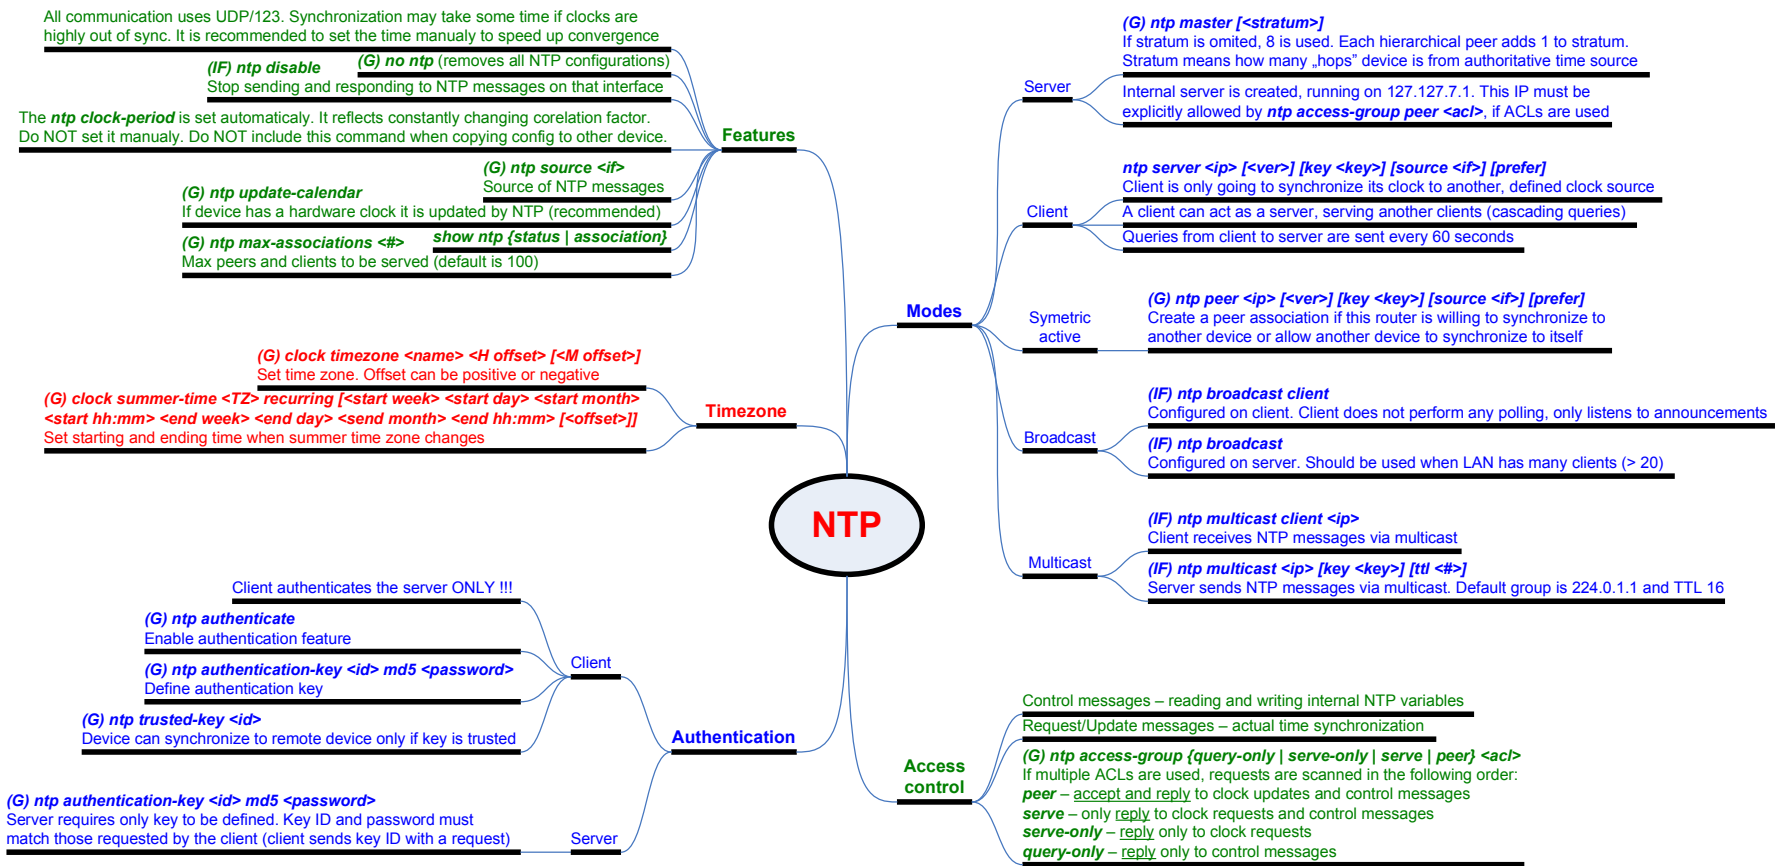 All communication uses UDP/123. Synchronization may take some time if clocks are
highly out of sync. It is recommended to set the time manualy to speed up convergence
(G) no ntp (removes all NTP configurations)
(IF) ntp disable
Stop sending and responding to NTP messages on that interface
The ntp clock-period is set automaticaly. It reflects constantly changing corelation factor.
Do NOT set it manualy. Do NOT include this command when copying config to other device.
Features
(G) ntp source <if>
Source of NTP messages
(G) ntp update-calendar
If device has a hardware clock it is updated by NTP (recommended)
show ntp {status | association}
(G) ntp max-associations <#>
Max peers and clients to be served (default is 100)
(G) clock timezone <name> <H offset> [<M offset>]
Set time zone. Offset can be positive or negative
(G) clock summer-time <TZ> recurring [<start week> <start day> <start month>
<start hh:mm> <end week> <end day> <send month> <end hh:mm> [<offset>]]
Set starting and ending time when summer time zone changes
Timezone
NTP
Client authenticates the server ONLY !!!
(G) ntp authenticate
Enable authentication feature
(G) ntp authentication-key <id> md5 <password>
Define authentication key
(G) ntp trusted-key <id>
Device can synchronize to remote device only if key is trusted
Client
Authentication
(G) ntp authentication-key <id> md5 <password>
Server requires only key to be defined. Key ID and password must
match those requested by the client (client sends key ID with a request)
Server
Modes
Server
(G) ntp master [<stratum>]
If stratum is omitted, 8 is used. Each hierarchical peer adds 1 to stratum.
Stratum means how many „hops” device is from authoritative time source
Internal server is created, running on 127.127.7.1. This IP must be
explicitly allowed by ntp access-group peer <acl>, if ACLs are used
Client
ntp server <ip> [<ver>] [key <key>] [source <if>] [prefer]
Client is only going to synchronize its clock to another, defined clock source
A client can act as a server, serving another clients (cascading queries)
Queries from client to server are sent every 60 seconds
Symetric
active
(G) ntp peer <ip> [<ver>] [key <key>] [source <if>] [prefer]
Create a peer association if this router is willing to synchronize to
another device or allow another device to synchronize to itself
Broadcast
(IF) ntp broadcast client
Configured on client. Client does not perform any polling, only listens to announcements
(IF) ntp broadcast
Configured on server. Should be used when LAN has many clients (> 20)
Multicast
(IF) ntp multicast client <ip>
Client receives NTP messages via multicast
(IF) ntp multicast <ip> [key <key>] [ttl <#>]
Server sends NTP messages via multicast. Default group is 224.0.1.1 and TTL 16
Access
control
Control messages – reading and writing internal NTP variables
Request/Update messages – actual time synchronization
(G) ntp access-group {query-only | serve-only | serve | peer} <acl>
If multiple ACLs are used, requests are scanned in the following order:
peer – accept and reply to clock updates and control messages
serve – only reply to clock requests and control messages
serve-only – reply only to clock requests
query-only – reply only to control messages